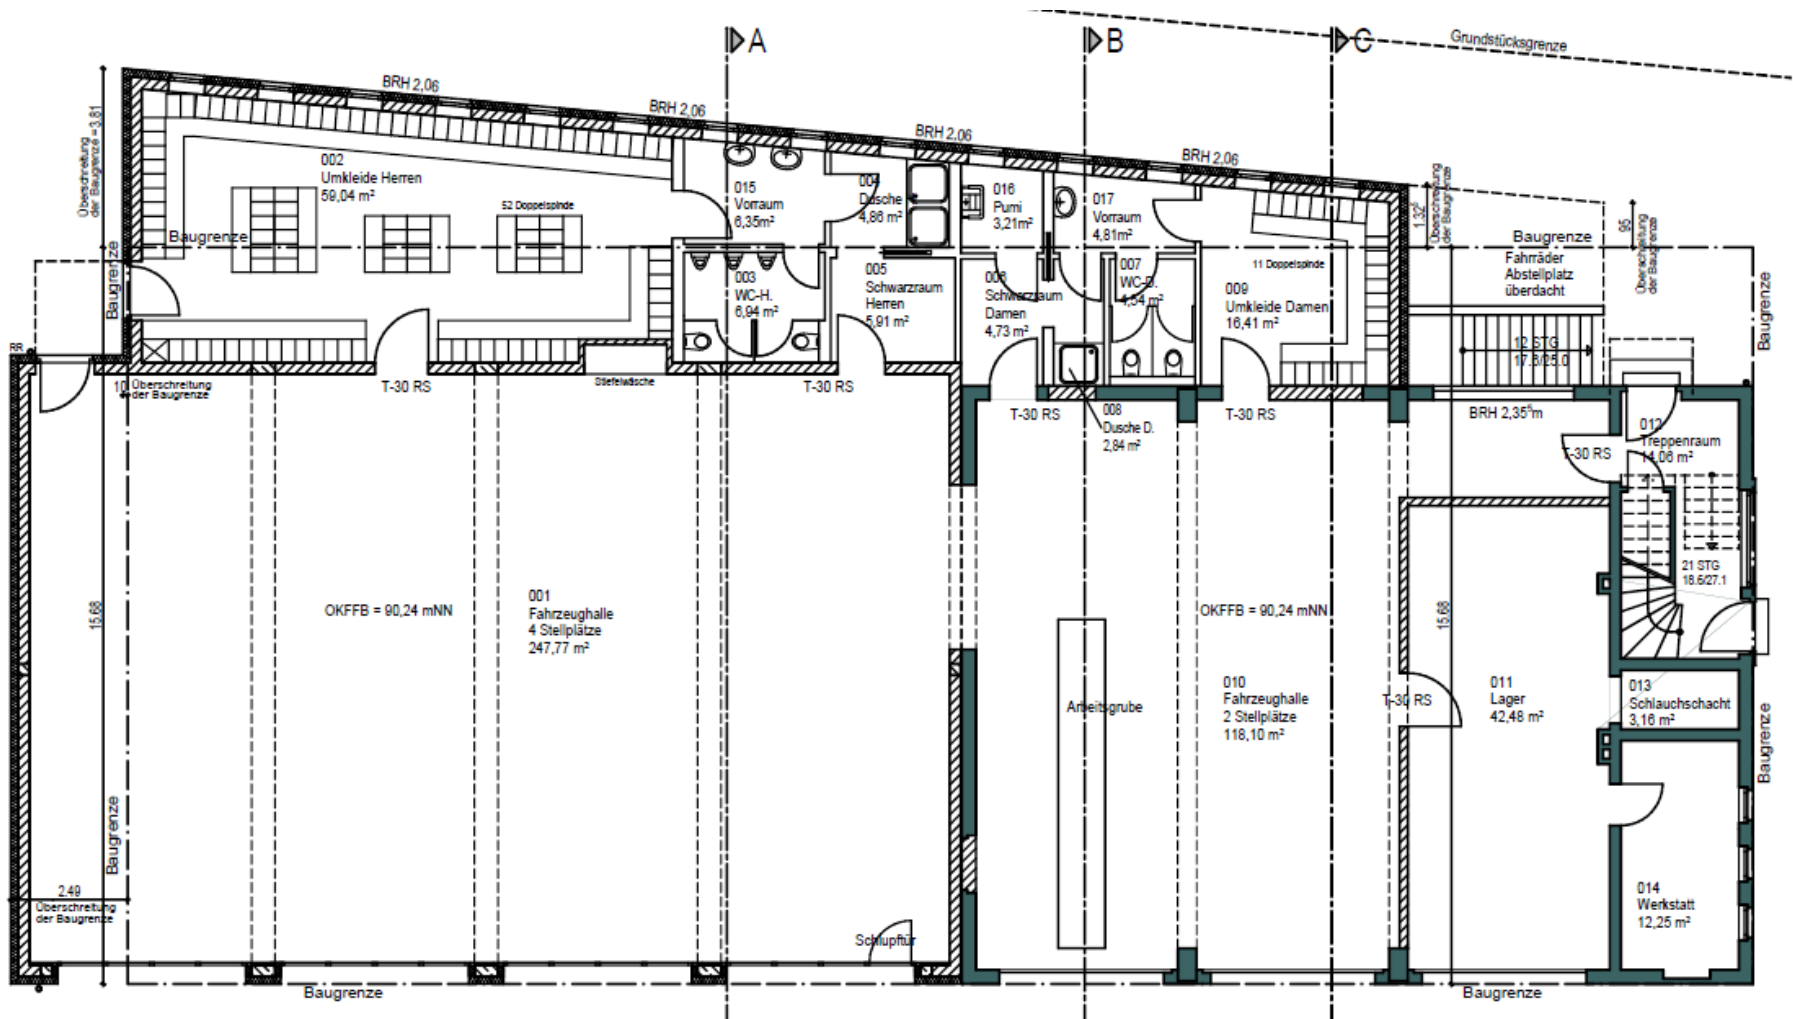 A
B
C
Grundstücksgrenze
BRH 2,06
BRH 2,06
BRH 2,06
BRH 2,06
Überschreitung
der Baugrenze = 3.81
002
Umkleide Herren
59,04 m²
52 Doppelspinde
Baugrenze
Baugrenze
015
Vorraum
6,35m²
004
Dusche
4,86 m²
016
Pumi
3,21m²
017
Vorraum
4,81m²
1.32⁵
Überschreitung
der Baugrenze
95
Überschreitung
der Baugrenze
Baugrenze
Fahrräder
Abstellplatz
überdacht
Baugrenze
003
WC-H.
6,94 m²
005
Schwarzraum
Herren
5,91 m²
006
Schwarzraum
Damen
4,73 m²
007
WC-D.
4,54 m²
11 Doppelspinde
009
Umkleide Damen
16,41 m²
12 STG
17.6/25.0
RR
10
Überschreitung
der Baugrenze
T-30 RS
Stiefelwäsche
T-30 RS
T-30 RS
008
Dusche D.
2,84 m²
T-30 RS
BRH 2,35⁵m
012
Treppenraum
14,06 m²
T-30 RS
21 STG
18.6/27.1
15.68
OKFFB = 90,24 mNN
001
Fahrzeughalle
4 Stellplätze
247,77 m²
OKFFB = 90,24 mNN
15.68
Arbeitsgrube
010
Fahrzeughalle
2 Stellplätze
118,10 m²
T-30 RS
011
Lager
42,48 m²
013
Schlauchschacht
3,16 m²
Baugrenze
Baugrenze
2.49
Überschreitung
der Baugrenze
Schlupftür
014
Werkstatt
12,25 m²
Baugrenze
Baugrenze